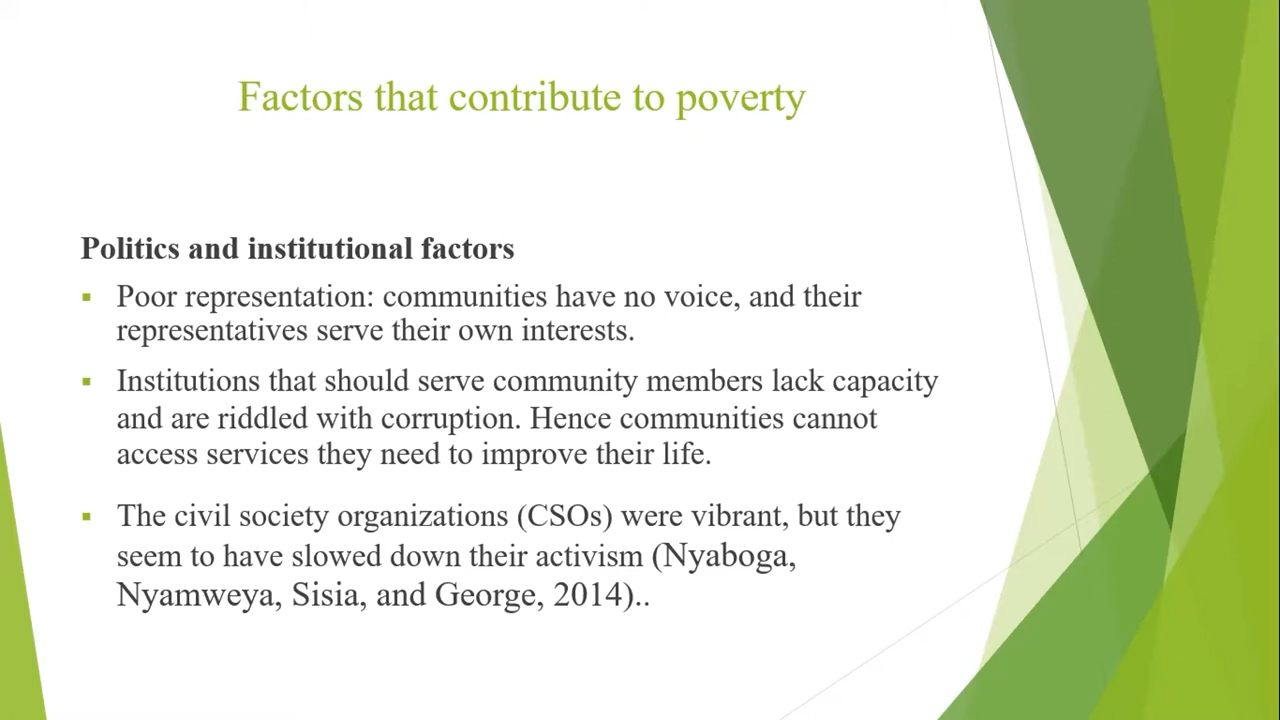 Factors that contribute to poverty
Politics and institutional factors
▪ Poor representation: communities have no voice, and their
representatives serve their own interests.
▪ Institutions that should serve community members lack capacity
and are riddled with corruption. Hence communities cannot
access services they need to improve their life.
▪ The civil society organizations (CSOs) were vibrant, but they
seem to have slowed down their activism (Nyaboga,
Nyamweya, Sisia, and George, 2014)..